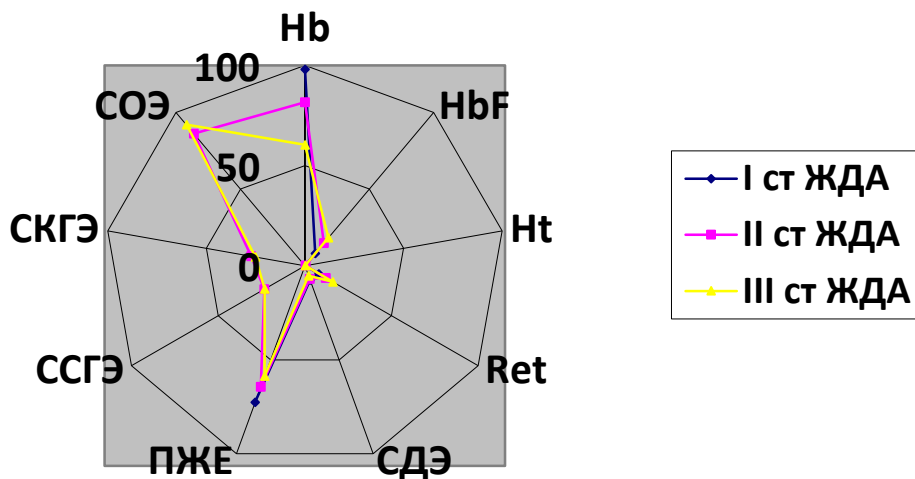 Hb
100
СОЭ
HbF
50
СКГЭ
Ht
0
ССГЭ
Ret
ПЖЕ
СДЭ
I ст ЖДА
II ст ЖДА
III ст ЖДА